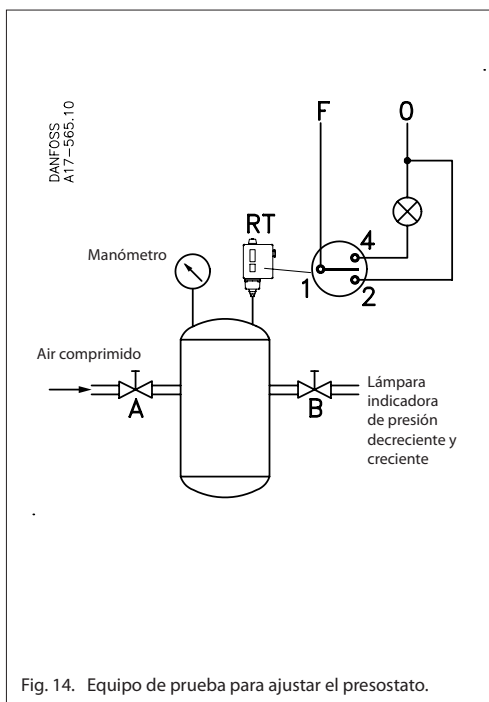 DANFOSS
A17-565.10
F
O
RT
4
1
2
Manómetro
Air comprimido
A
B
Lámpara
indicadora
de presión
decreciente y
creciente
Fig. 14. Equipo de prueba para ajustar el presostato.